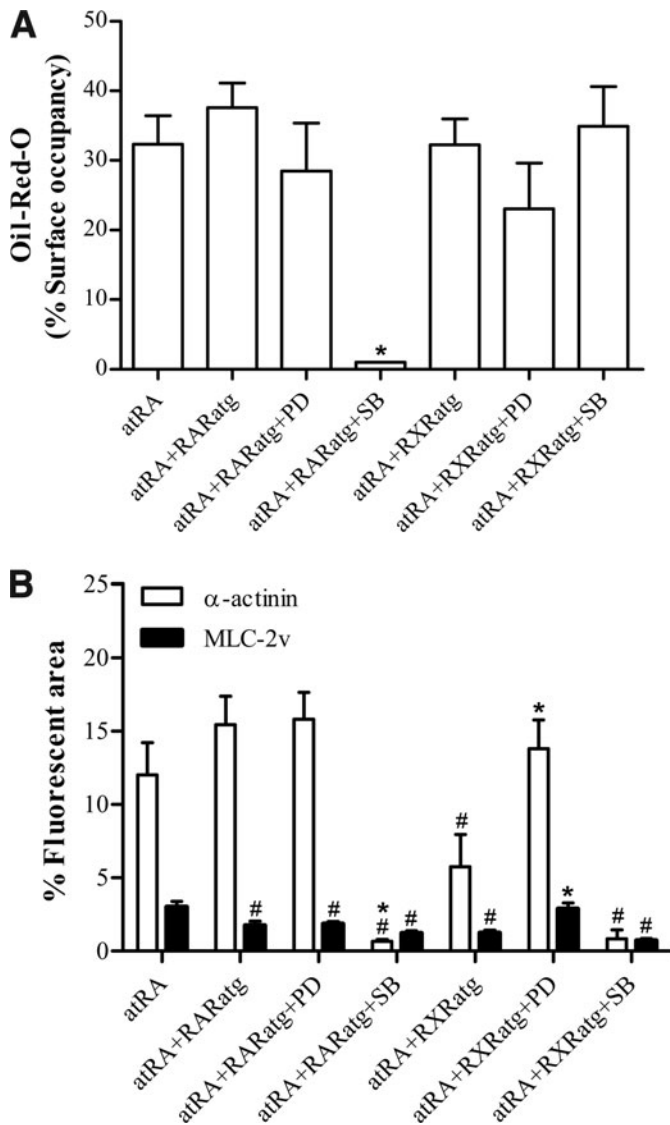 A
Oil-Red-O
(% Surface occupancy)
50
40
30
20
10
0
*
atRA
atRA+RARatg
atRA+RARatg+PD
atRA+RARatg+SB
atRA+RXRatg
atRA+RXRatg+PD
atRA+RXRatg+SB
B
% Fluorescent area
25
20
15
10
5
0
α-actinin
MLC-2v
#
#
*
#
#
#
#
*
*
#
#
atRA
atRA+RARatg
atRA+RARatg+PD
atRA+RARatg+SB
atRA+RXRatg
atRA+RXRatg+PD
atRA+RXRatg+SB